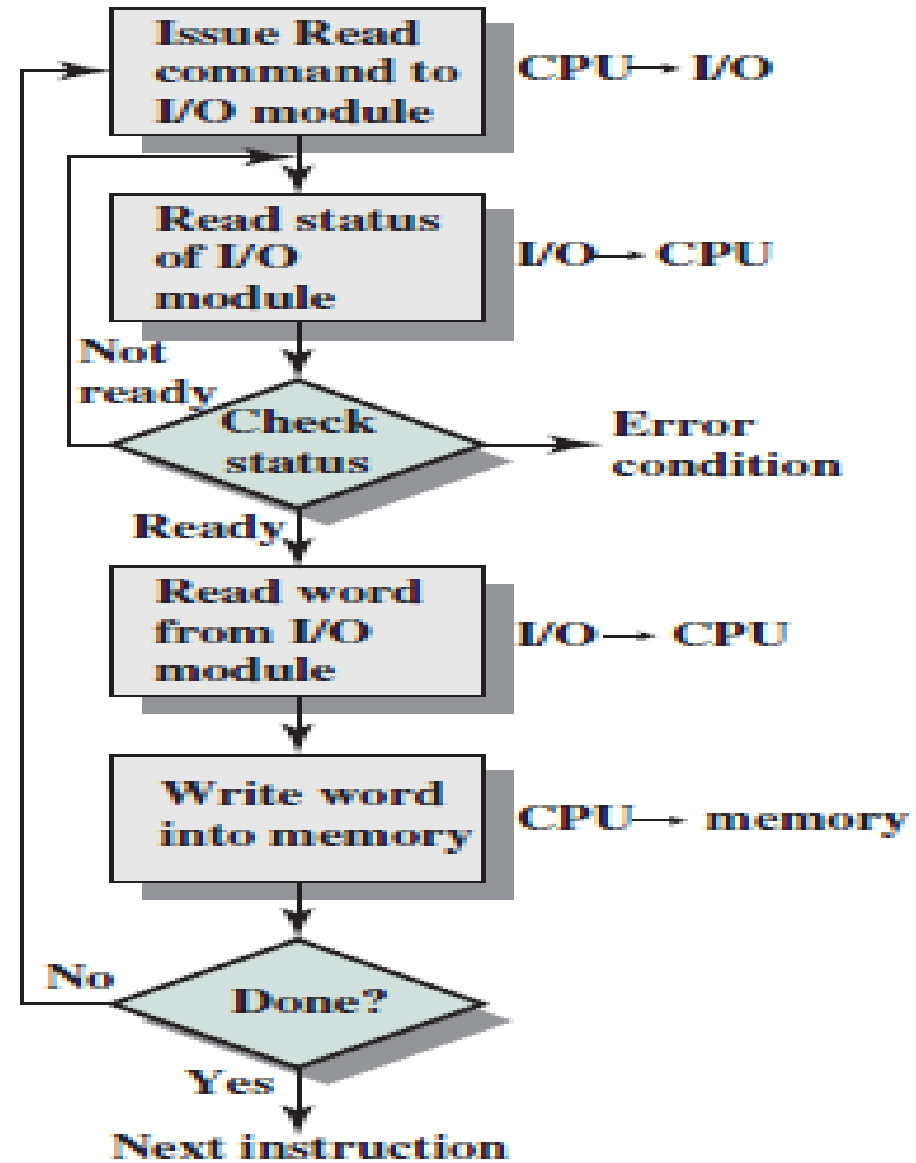 Issue Read
command to
I/O module
CPU → I/O
Read status
of I/O
module
I/O → CPU
Not
ready
Check
status
Error
condition
Ready
Read word
from I/O
module
I/O → CPU
Write word
into memory
CPU → memory
No
Done?
Yes
Next instruction